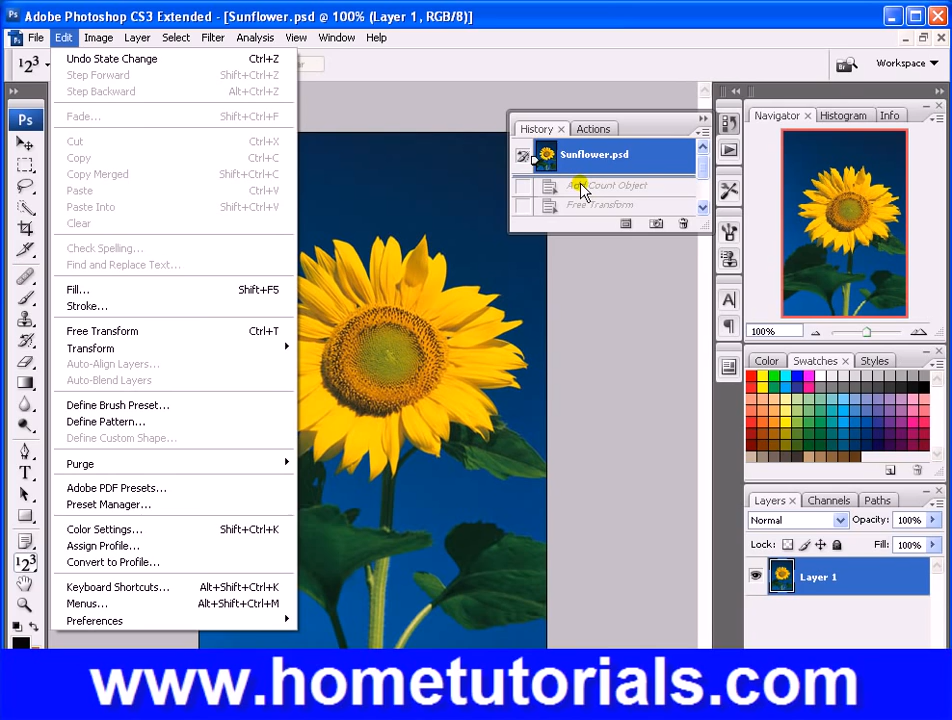 Adobe Photoshop CS3 Extended - [Sunflower.psd @ 100% (Layer 1, RGB/8)]
File Edit Image Layer Select Filter Analysis View Window Help
Workspace
Undo State Change Ctrl+Z
Step Forward Shift+Ctrl+Z
Step Backward Alt+Ctrl+Z
Fade... Shift+Ctrl+F
Cut Ctrl+X
Copy Ctrl+C
Copy Merged Shift+Ctrl+C
Paste Ctrl+V
Paste Into Shift+Ctrl+V
Clear
Check Spelling...
Find and Replace Text...
Fill... Shift+F5
Stroke...
Free Transform Ctrl+T
Transform
Auto-Align Layers...
Auto-Blend Layers
Define Brush Preset...
Define Pattern...
Define Custom Shape...
Purge
Adobe PDF Presets...
Preset Manager...
Color Settings... Shift+Ctrl+K
Assign Profile...
Convert to Profile...
Keyboard Shortcuts... Alt+Shift+Ctrl+K
Menus... Alt+Shift+Ctrl+M
Preferences
Ps
History Actions
Sunflower.psd
Count Object
Free Transform
Navigator Histogram Info
100%
Color Swatches Styles
Layers Channels Paths
Normal Opacity: 100%
Lock: Fill: 100%
Layer 1
www.hometutorials.com